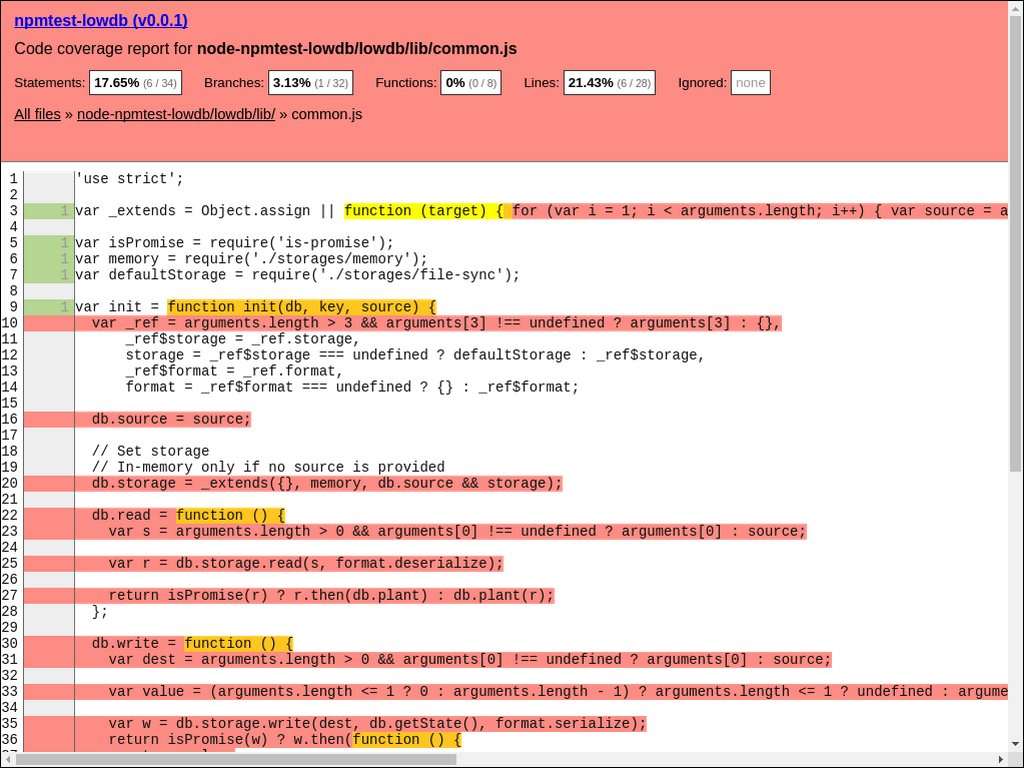 npmtest-lowdb (v0.0.1)
Code coverage report for node-npmtest-lowdb/lowdb/lib/common.js
Statements: 17.65% (6 / 34) Branches: 3.13% (1 / 32) Functions: 0% (0 / 8) Lines: 21.43% (6 / 28) Ignored: none
All files » node-npmtest-lowdb/lowdb/lib/ » common.js
1 'use strict';
2
3 1 var _extends = Object.assign || function (target) { for (var i = 1; i < arguments.length; i++) { var source = a
4
5 1 var isPromise = require('is-promise');
6 1 var memory = require('./storages/memory');
7 1 var defaultStorage = require('./storages/file-sync');
8
9 1 var init = function init(db, key, source) {
10 var _ref = arguments.length > 3 && arguments[3] !== undefined ? arguments[3] : {},
11 _ref$storage = _ref.storage,
12 storage = _ref$storage === undefined ? defaultStorage : _ref$storage,
13 _ref$format = _ref.format,
14 format = _ref$format === undefined ? {} : _ref$format;
15
16 db.source = source;
17
18 // Set storage
19 // In-memory only if no source is provided
20 db.storage = _extends({}, memory, db.source && storage);
21
22 db.read = function () {
23 var s = arguments.length > 0 && arguments[0] !== undefined ? arguments[0] : source;
24
25 var r = db.storage.read(s, format.deserialize);
26
27 return isPromise(r) ? r.then(db.plant) : db.plant(r);
28 };
29
30 db.write = function () {
31 var dest = arguments.length > 0 && arguments[0] !== undefined ? arguments[0] : source;
32
33 var value = (arguments.length <= 1 ? 0 : arguments.length - 1) ? arguments.length <= 1 ? undefined : argume
34
35 var w = db.storage.write(dest, db.getState(), format.serialize);
36 return isPromise(w) ? w.then(function () {